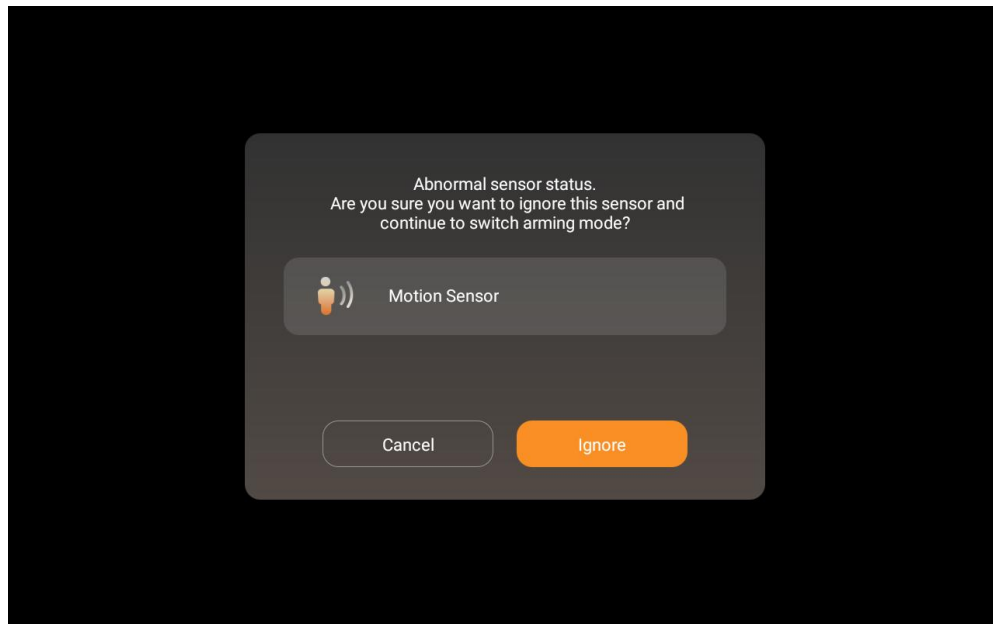 Abnormal sensor status.
Are you sure you want to ignore this sensor and
continue to switch arming mode?
Motion Sensor
Cancel
Ignore